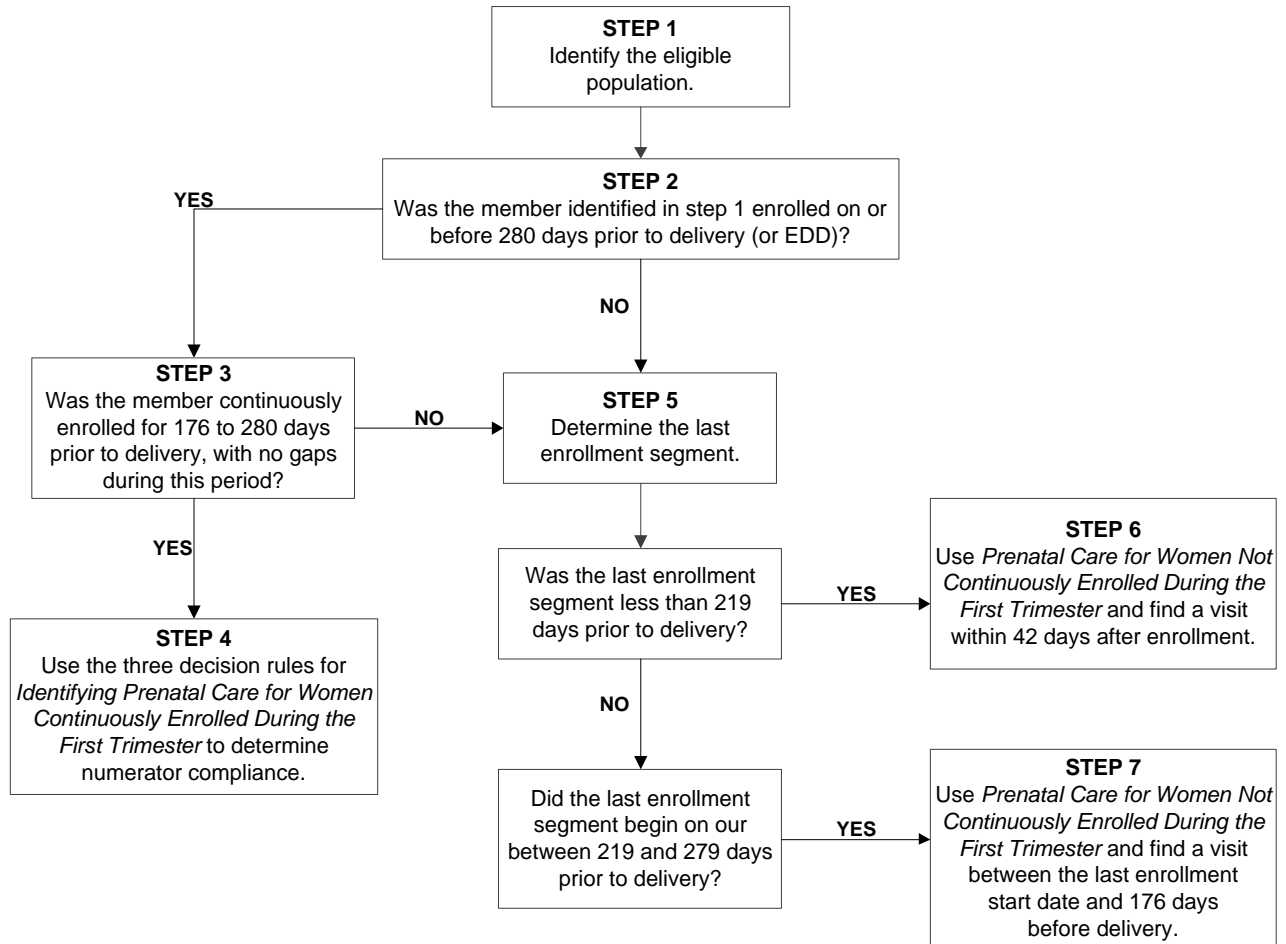 STEP 1
Identify the eligible
population.
STEP 2
Was the member identified in step 1 enrolled on or
before 280 days prior to delivery (or EDD)?
YES
NO
STEP 3
Was the member continuously
enrolled for 176 to 280 days
prior to delivery, with no gaps
during this period?
NO
STEP 5
Determine the last
enrollment segment.
YES
STEP 4
Use the three decision rules for
Identifying Prenatal Care for Women
Continuously Enrolled During the
First Trimester to determine
numerator compliance.
Was the last enrollment
segment less than 219
days prior to delivery?
YES
STEP 6
Use Prenatal Care for Women Not
Continuously Enrolled During the
First Trimester and find a visit
within 42 days after enrollment.
NO
Did the last enrollment
segment begin on our
between 219 and 279 days
prior to delivery?
YES
STEP 7
Use Prenatal Care for Women Not
Continuously Enrolled During the
First Trimester and find a visit
between the last enrollment
start date and 176 days
before delivery.